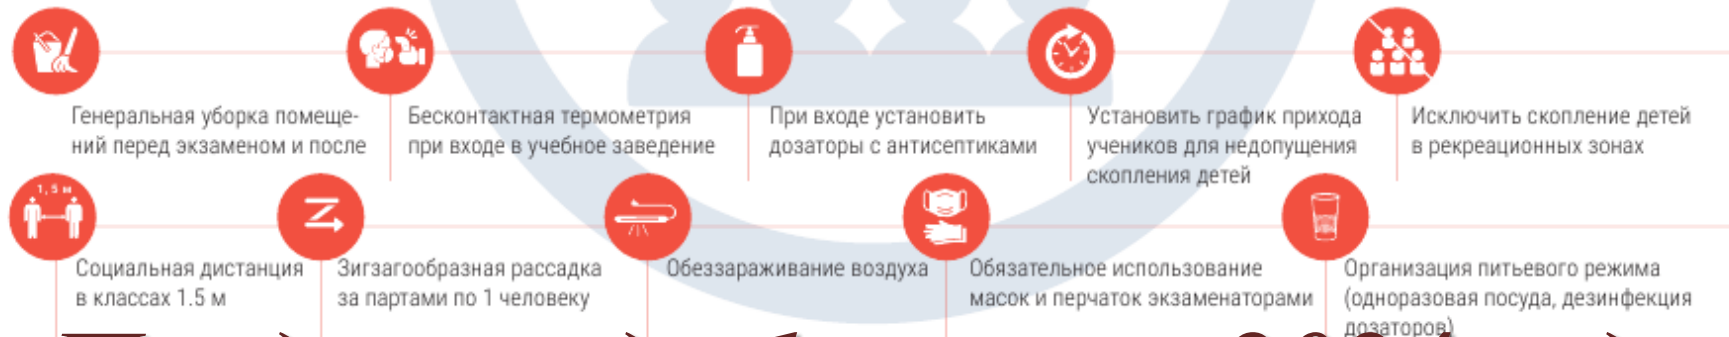 Генеральная уборка помеще-
ний перед экзаменом и после
Бесконтактная термометрия
при входе в учебное заведение
При входе установить
дозаторы с антисептиками
Установить график прихода
учеников для недопущения
скопления детей
Исключить скопление детей
в рекреационных зонах
1,5 м
Социальная дистанция
в классах 1.5 м
Зигзагообразная рассадка
за партами по 1 человеку
Обеззараживание воздуха
Обязательное использование
масок и перчаток экзаменаторами
Организация питьевого режима
(одноразовая посуда, дезинфекция
дозаторов)